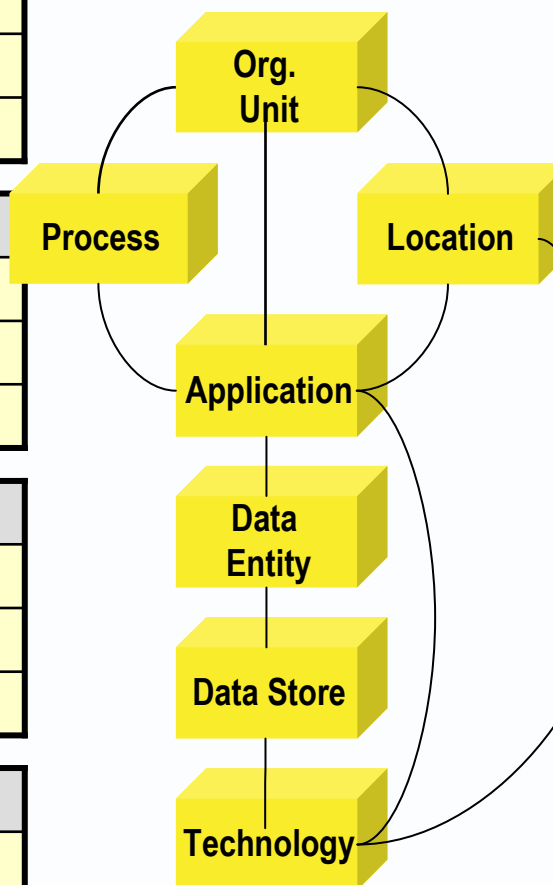 Org.
Unit
Process
Location
Application
Data
Entity
Data Store
Technology